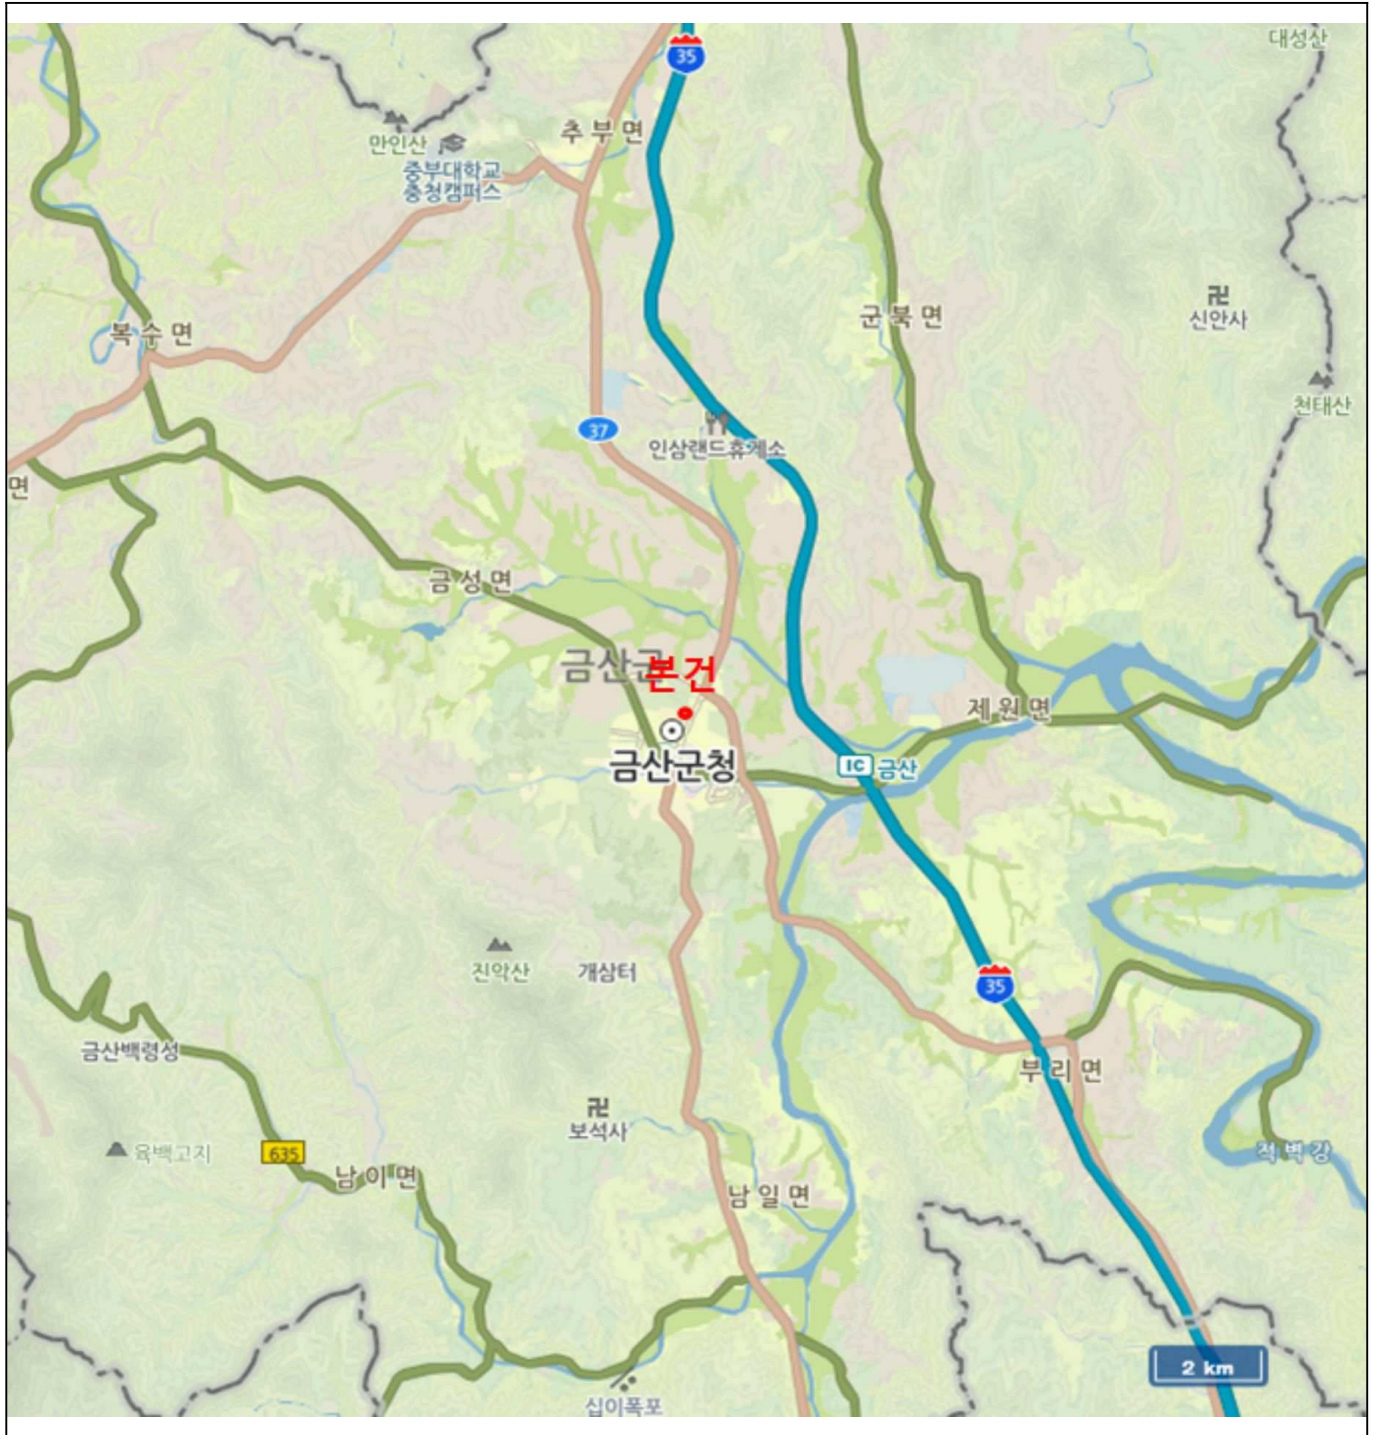 대성산
35
추부면
만인산
중부대학교
충청캠퍼스
신안사
군북면
복수면
천태산
37
인삼랜드휴게소
면
금성면
금산군
본건
제원면
금산군청
IC 금산
진악산
개삼터
35
금산백령성
부리면
보석사
육백고지
635
적벽강
남이면
남일면
2 km
십이폭포